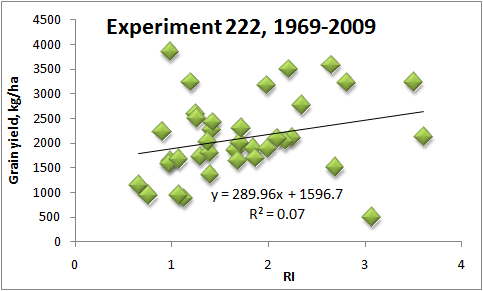 Experiment 222, 1969-2009
Grain yield, kg/ha
4500
4000
3500
3000
2500
2000
1500
1000
500
0
y = 289.96x + 1596.7
R² = 0.07
0 1 2 3 4
RI